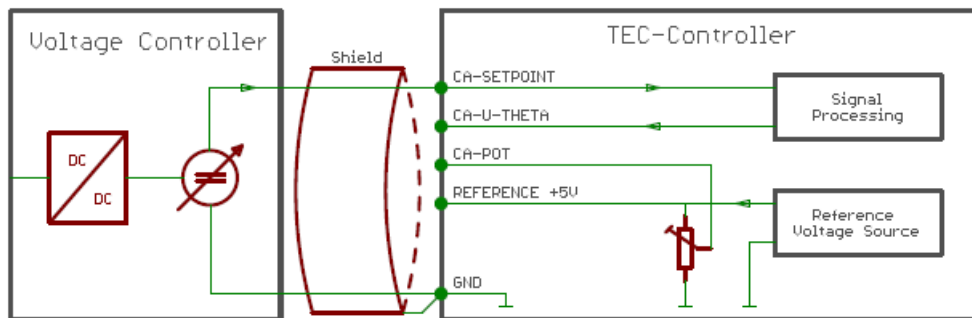 Voltage Controller
DC
DC
Shield
TEC-Controller
CA-SETPOINT
CA-U-THETA
CA-POT
REFERENCE +5V
GND
Signal
Processing
Reference
Voltage Source